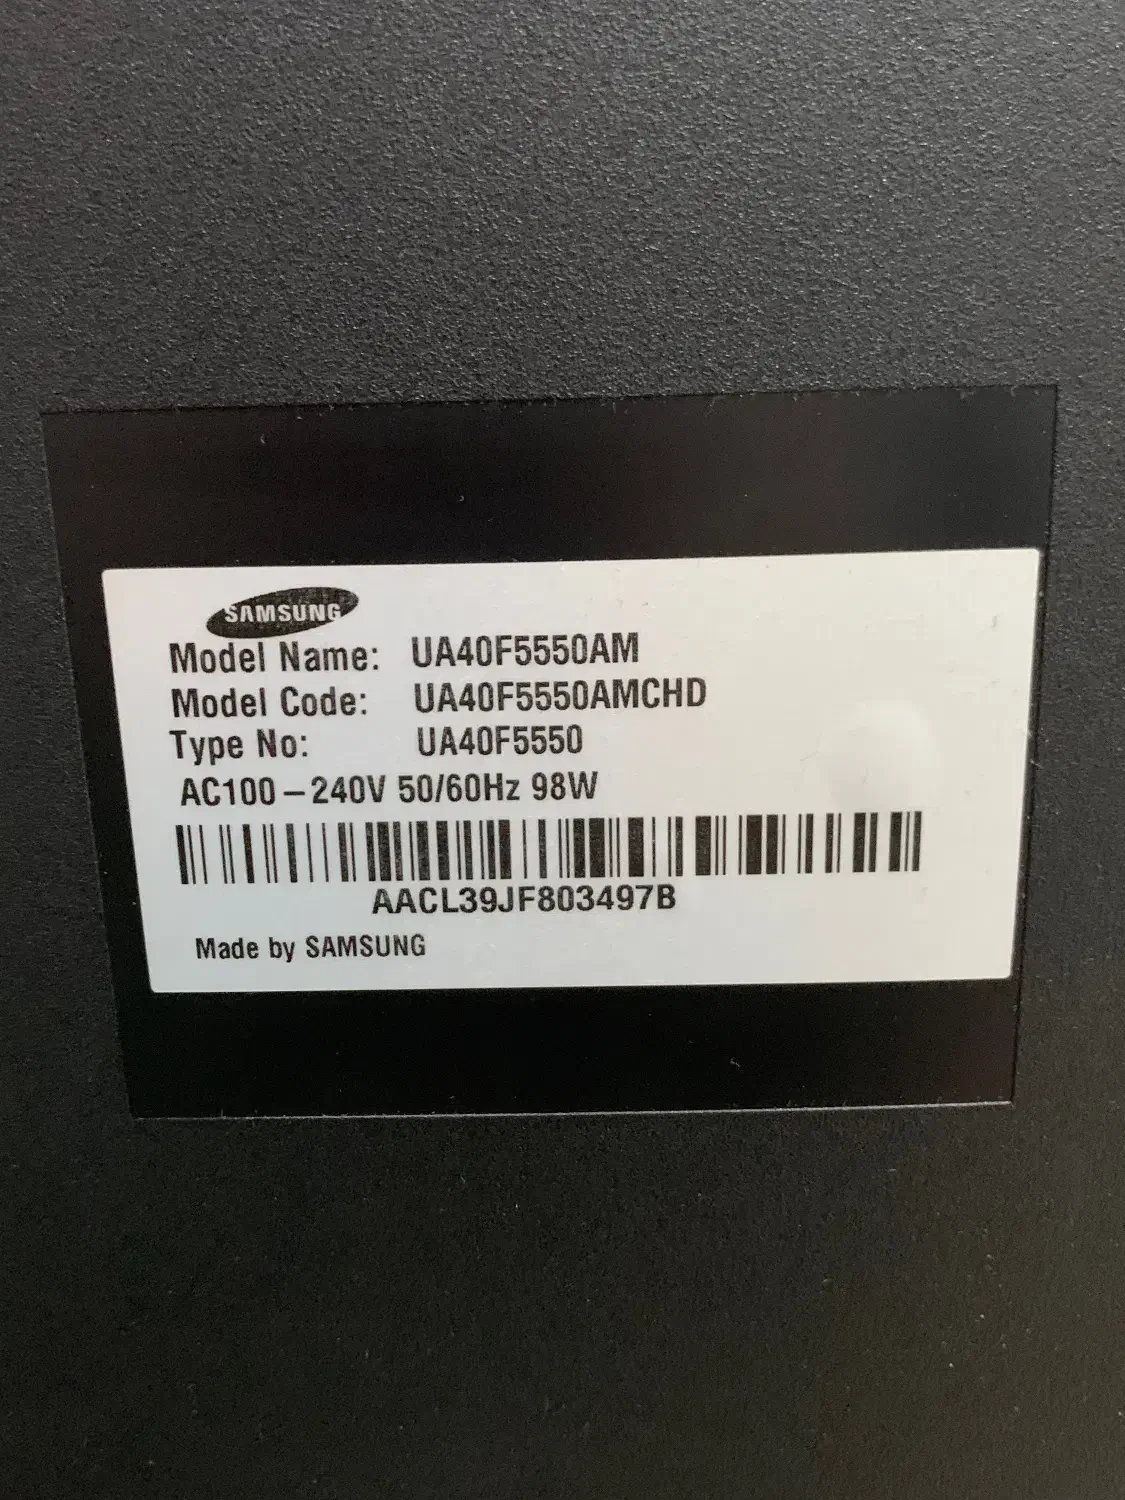 SAMSUNG
Model Name: UA40F5550AM
Model Code: UA40F5550AMCHD
Type No: UA40F5550
AC100-240V 50/60Hz 98W
AACL39JF803497B
Made by SAMSUNG